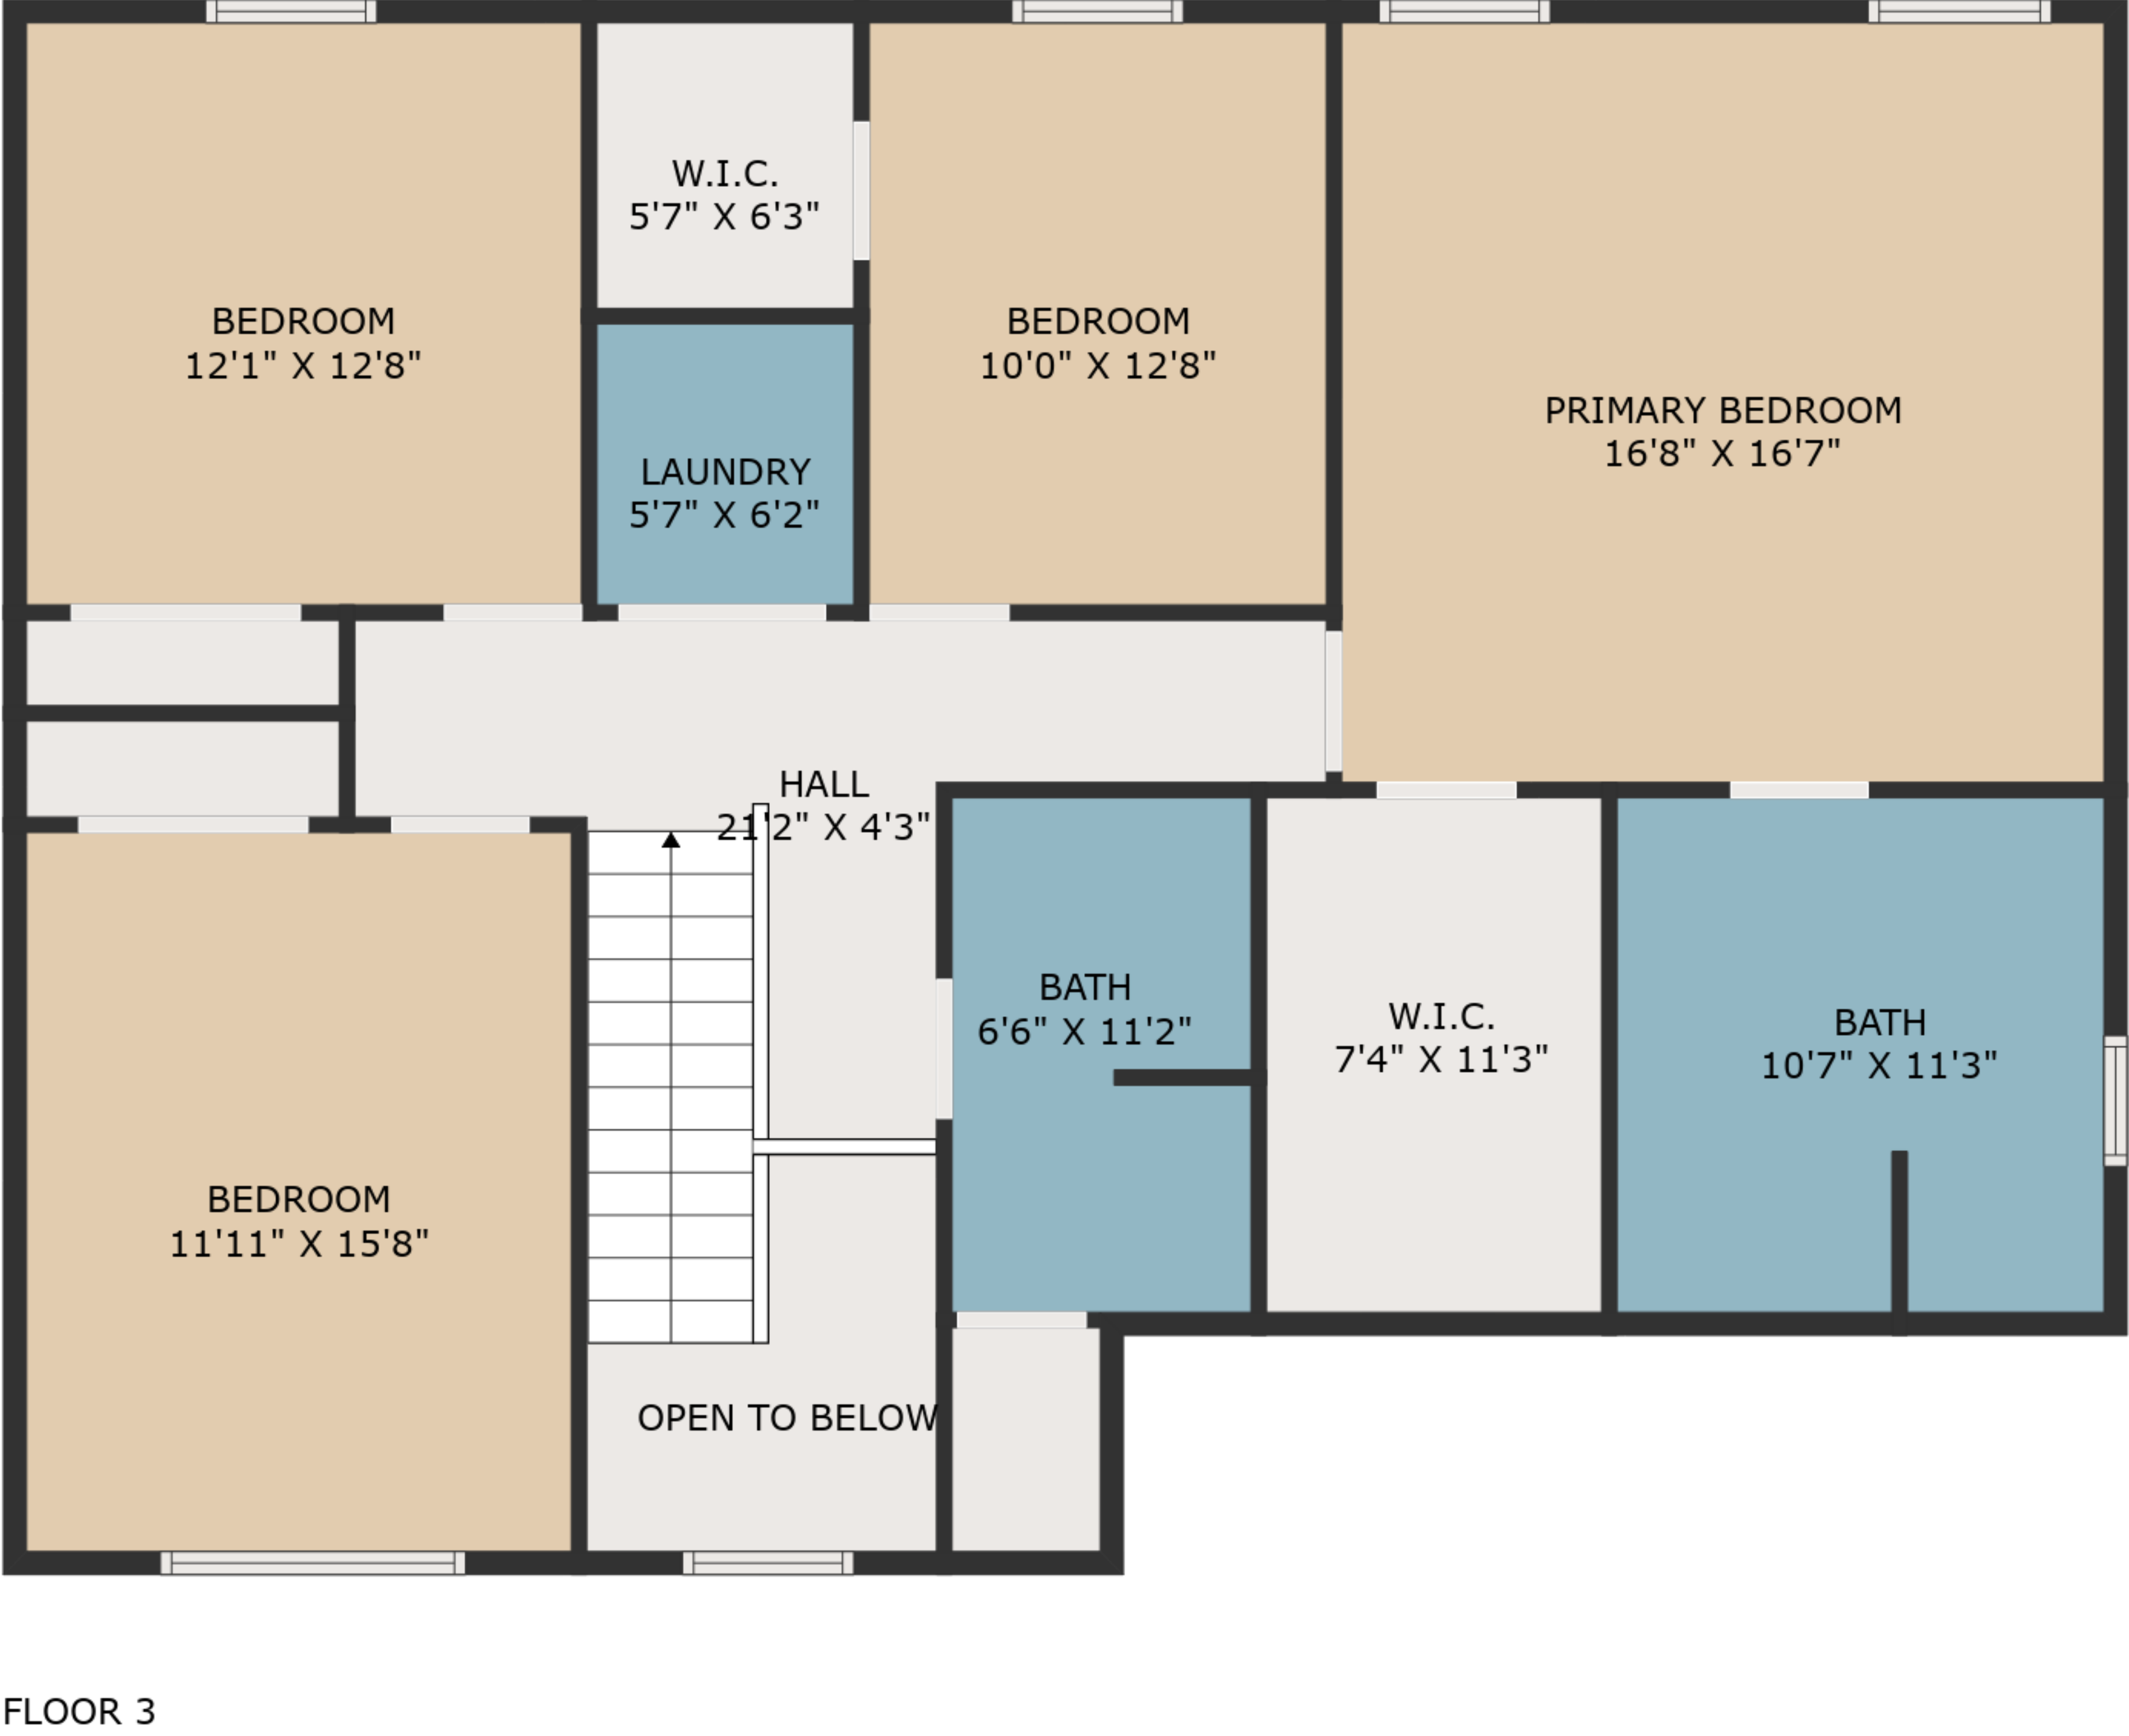 W.I.C.
5'7" X 6'3"
BEDROOM
12'1" X 12'8"
BEDROOM
10'0" X 12'8"
PRIMARY BEDROOM
16'8" X 16'7"
LAUNDRY
5'7" X 6'2"
HALL
21'2" X 4'3"
BATH
6'6" X 11'2"
W.I.C.
7'4" X 11'3"
BATH
10'7" X 11'3"
BEDROOM
11'11" X 15'8"
OPEN TO BELOW
FLOOR 3